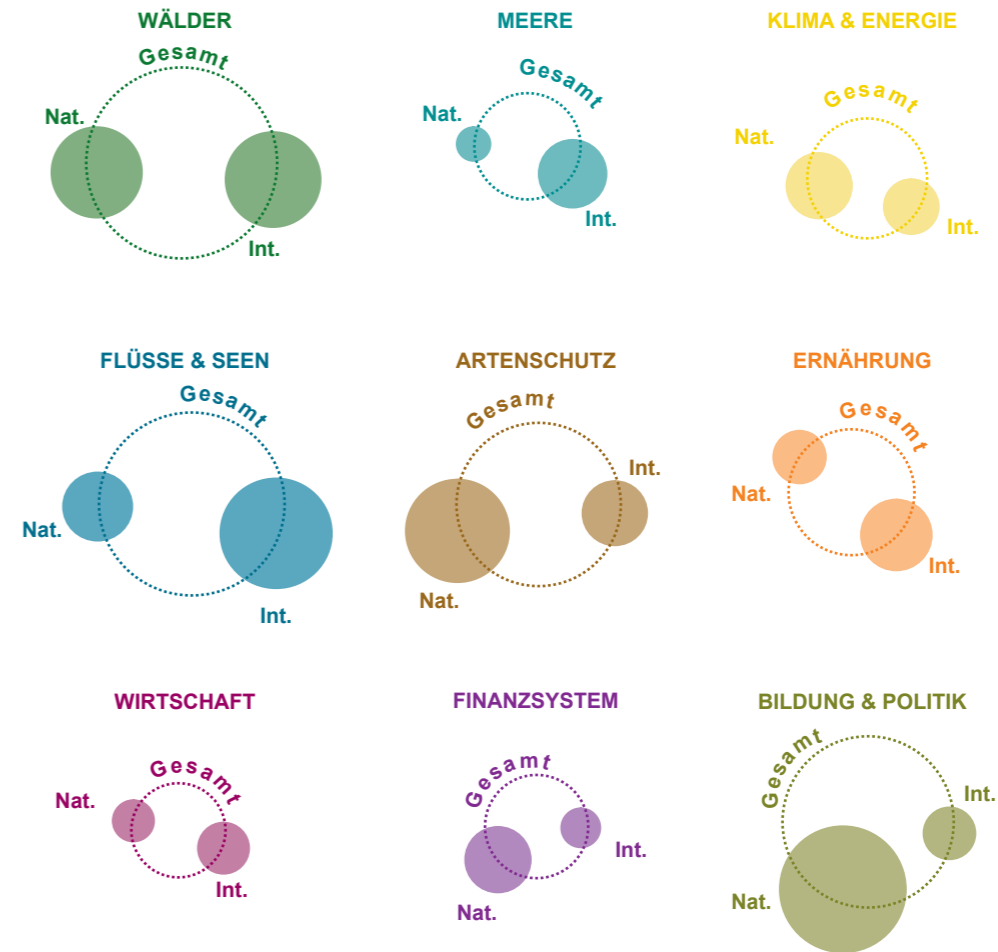 WÄLDER
Gesamt
Nat.
Int.
MEERE
Gesamt
Nat.
Int.
KLIMA & ENERGIE
Gesamt
Nat.
Int.
FLÜSSE & SEEN
Gesamt
Nat.
Int.
ARTENSCHUTZ
Gesamt
Int.
Nat.
ERNÄHRUNG
Gesamt
Nat.
Int.
WIRTSCHAFT
Gesamt
Nat.
Int.
FINANZSYSTEM
Gesamt
Int.
Nat.
BILDUNG & POLITIK
Gesamt
Int.
Nat.